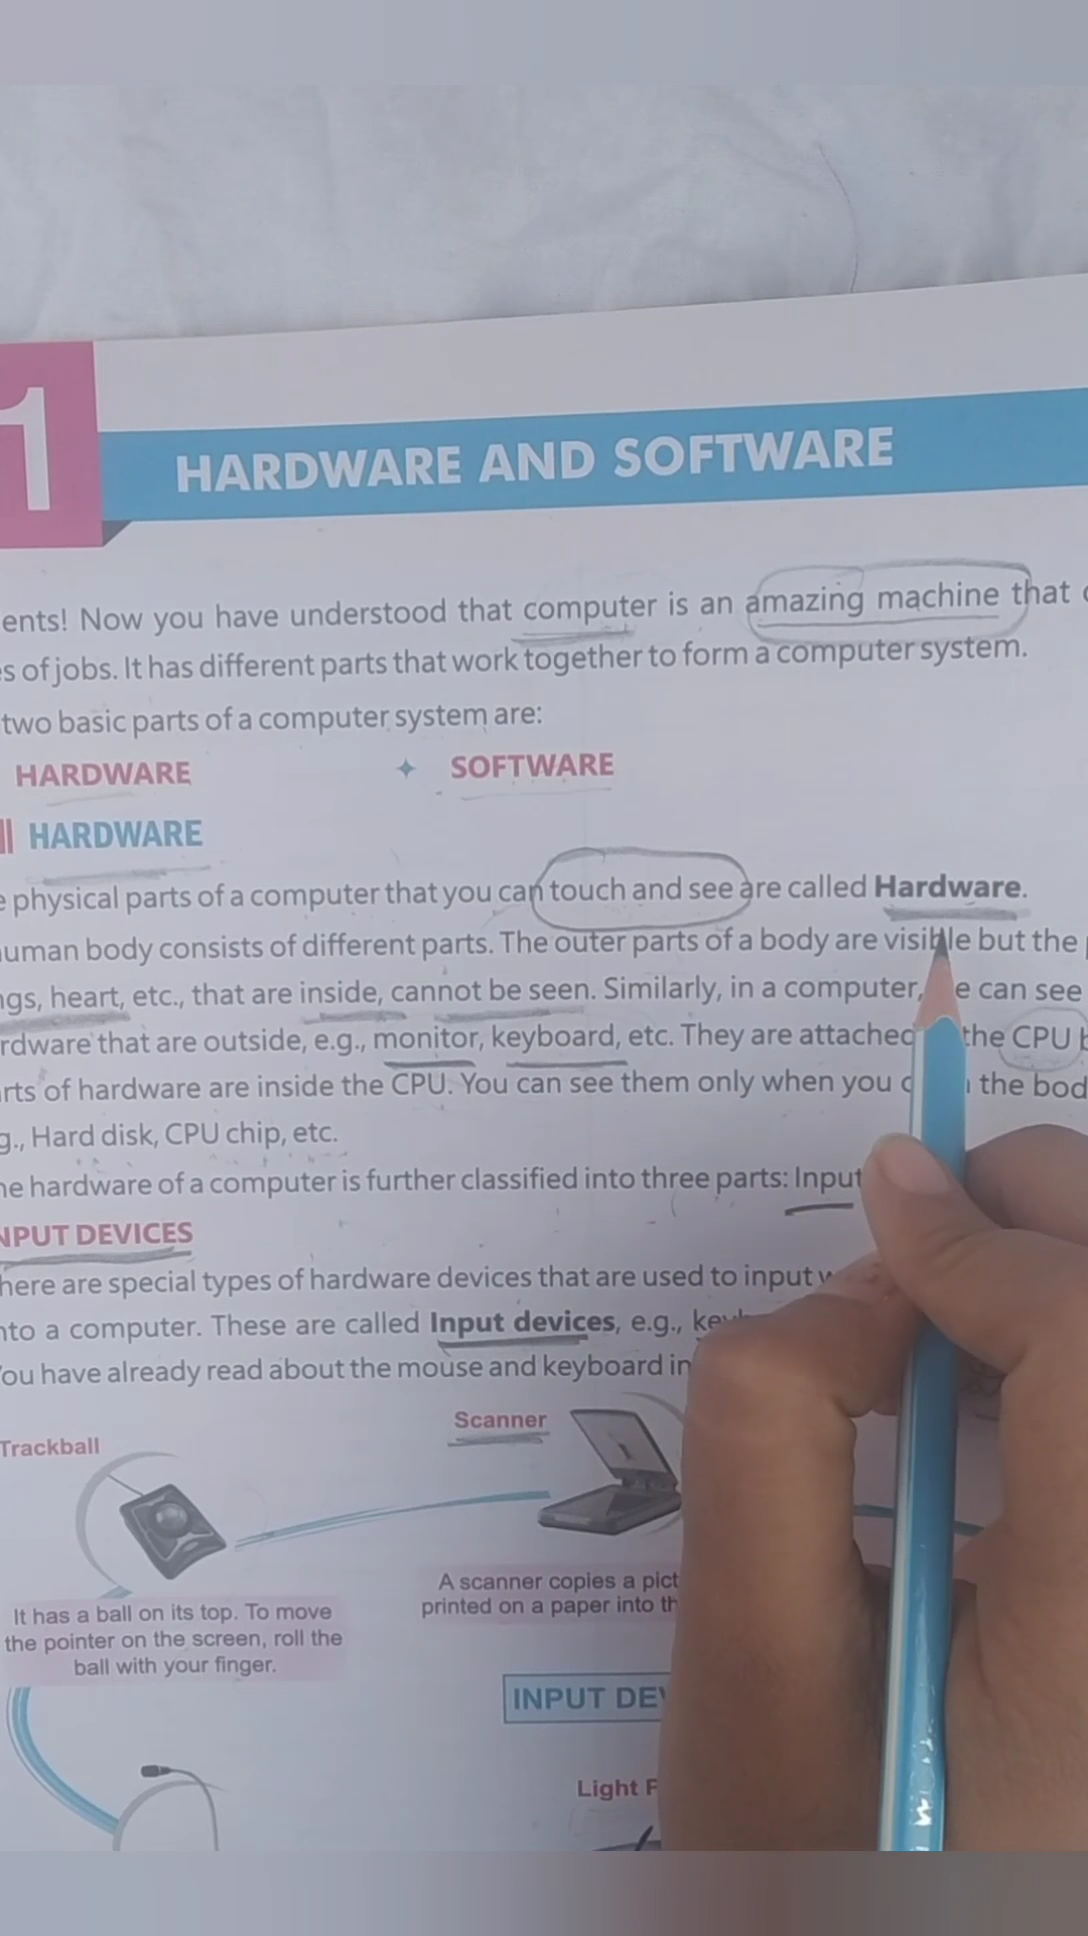 1
HARDWARE AND SOFTWARE
ents! Now you have understood that computer is an amazing machine that
s of jobs. It has different parts that work together to form a computer system.
two basic parts of a computer system are:
HARDWARE ✦ SOFTWARE
HARDWARE
physical parts of a computer that you can touch and see are called Hardware.
uman body consists of different parts. The outer parts of a body are visible but the
ngs, heart, etc., that are inside, cannot be seen. Similarly, in a computer, e can see
rdware that are outside, e.g., monitor, keyboard, etc. They are attached the CPU
rts of hardware are inside the CPU. You can see them only when you the bod
g., Hard disk, CPU chip, etc.
he hardware of a computer is further classified into three parts: Input
NPUT DEVICES
here are special types of hardware devices that are used to input
nto a computer. These are called Input devices, e.g.,
ou have already read about the mouse and keyboard in
Scanner
Trackball
A scanner copies a pict
printed on a paper into th
It has a ball on its top. To move
the pointer on the screen, roll the
ball with your finger.
INPUT DEV
Light P